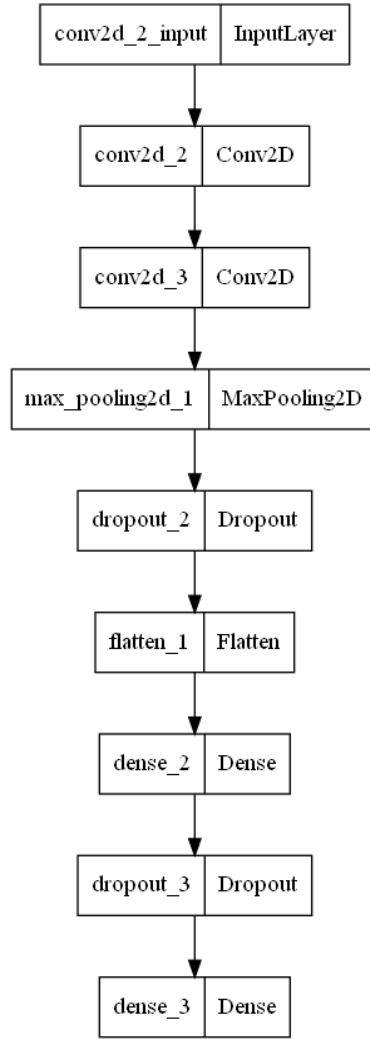 conv2d_2_input InputLayer
conv2d_2 Conv2D
conv2d_3 Conv2D
max_pooling2d_1 MaxPooling2D
dropout_2 Dropout
flatten_1 Flatten
dense_2 Dense
dropout_3 Dropout
dense_3 Dense